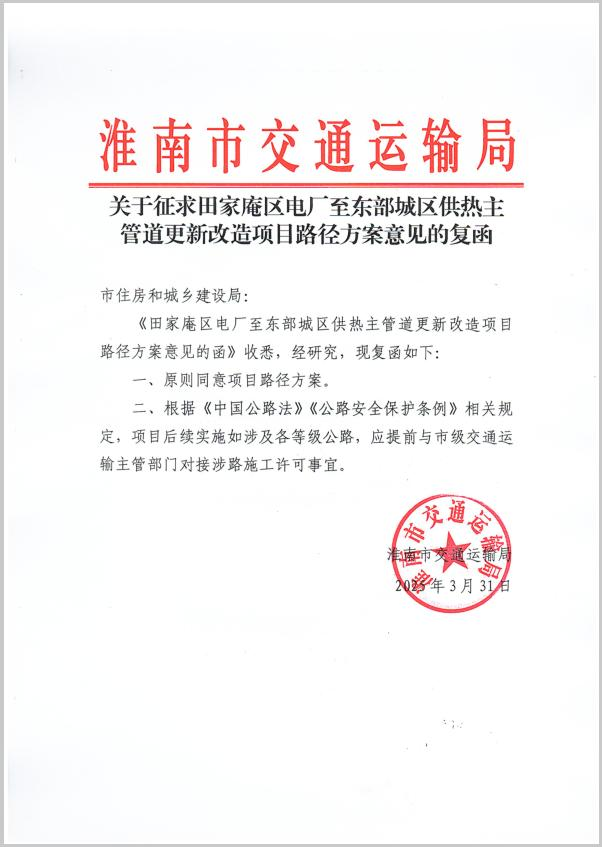 淮南市交通运输局
关于征求田家庵区电厂至东部城区供热主
管道更新改造项目路径方案意见的复函
市住房和城乡建设局：
《田家庵区电厂至东部城区供热主管道更新改造项目
路径方案意见的函》收悉，经研究，现复函如下：
一、原则同意项目路径方案。
二、根据《中国公路法》《公路安全保护条例》相关规
定，项目后续实施如涉及各等级公路，应提前与市级交通运
输主管部门对接涉路施工许可事宜。
淮南市交通运输局
淮南市交通运输局
2025年3月31日